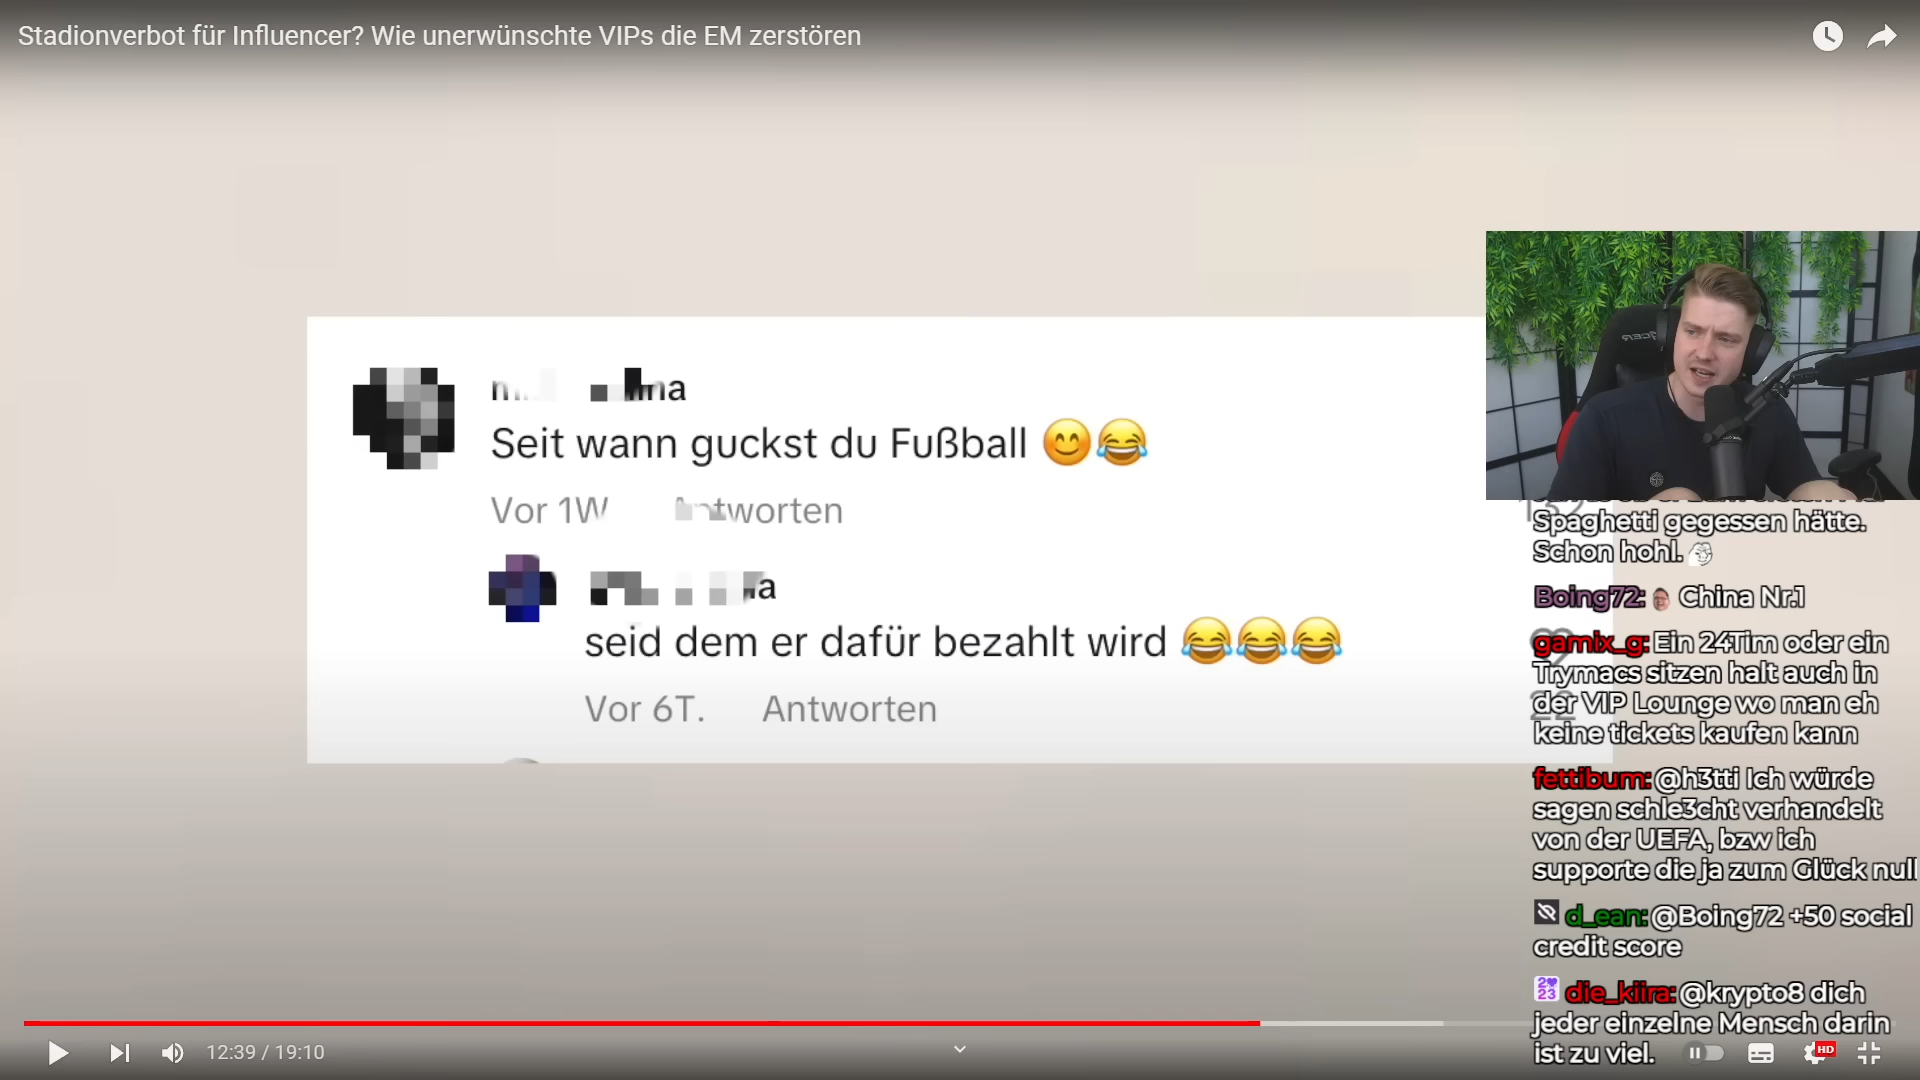 Stadionverbot für Influencer? Wie unerwünschte VIPs die EM zerstören
Seit wann guckst du Fußball 😊😂
Vor 1W Antworten
seid dem er dafür bezahlt wird 😂😂😂
Vor 6T. Antworten
22
Spaghetti gegessen hätte.
Schon hohl.
Boing72: China Nr.1
gamix_g: Ein 24Tim oder ein
Trymacs sitzen halt auch in
der VIP Lounge wo man eh
keine tickets kaufen kann
fettibum: @h3tti Ich würde
sagen schle3cht verhandelt
von der UEFA, bzw ich
supporte die ja zum Glück null
d_ean: @Boing72 +50 social
credit score
2023 die_kiira: @krypto8 dich
jeder einzelne Mensch darin
ist zu viel.
12:39 / 19:10
HD